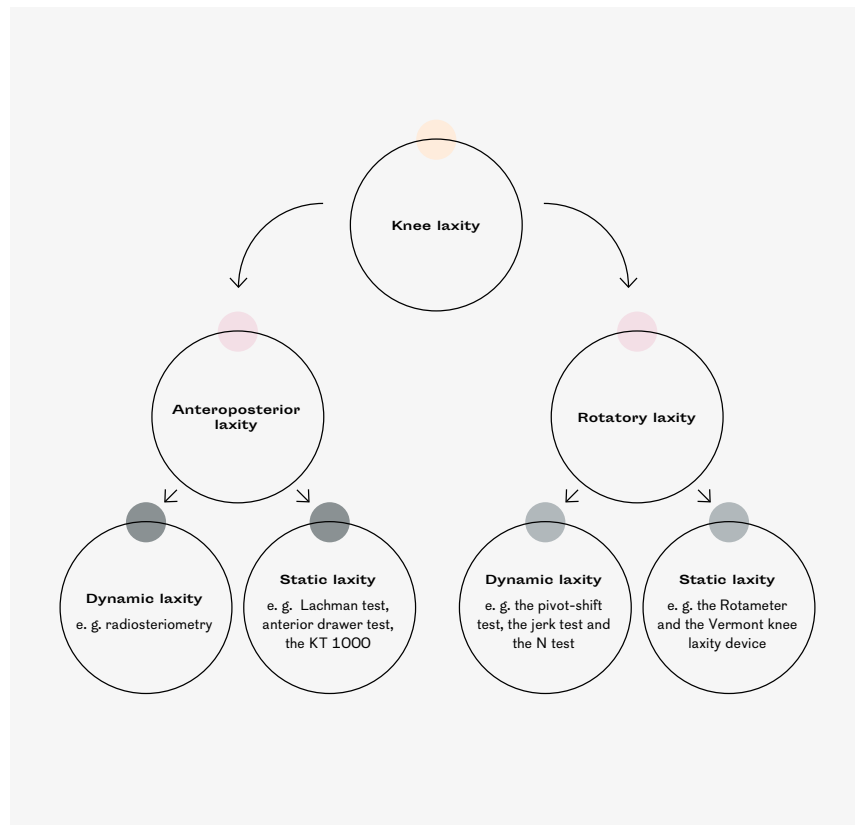 Knee laxity
Anteroposterior
laxity
Rotatory laxity
Dynamic laxity
e. g. radiosteriometry
Static laxity
e. g. Lachman test,
anterior drawer test,
the KT 1000
Dynamic laxity
e. g. the pivot-shift
test, the jerk test and
the N test
Static laxity
e. g. the Rotameter
and the Vermont knee
laxity device